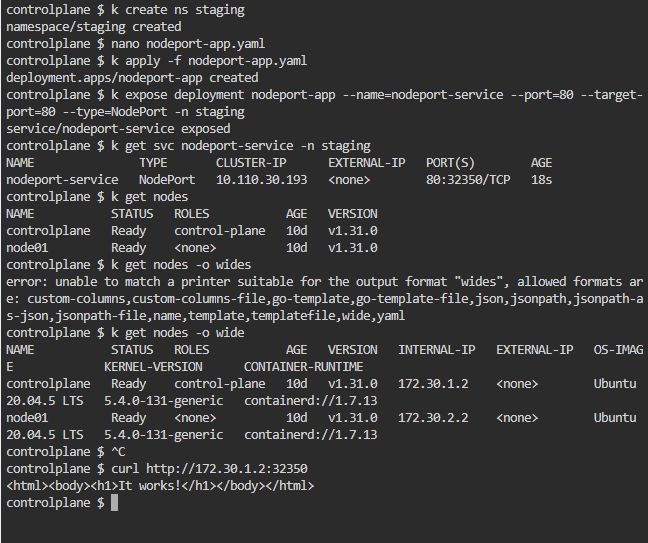 controlplane $ k create ns staging
namespace/staging created
controlplane $ nano nodeport-app.yaml
controlplane $ k apply -f nodeport-app.yaml
deployment.apps/nodeport-app created
controlplane $ k expose deployment nodeport-app --name=nodeport-service --port=80 --target-
port=80 --type=NodePort -n staging
service/nodeport-service exposed
controlplane $ k get svc nodeport-service -n staging
NAME               TYPE       CLUSTER-IP      EXTERNAL-IP   PORT(S)        AGE
nodeport-service   NodePort   10.110.30.193   <none>        80:32350/TCP   18s
controlplane $ k get nodes
NAME           STATUS   ROLES           AGE   VERSION
controlplane   Ready    control-plane   10d   v1.31.0
node01         Ready    <none>          10d   v1.31.0
controlplane $ k get nodes -o wides
error: unable to match a printer suitable for the output format "wides", allowed formats ar
e: custom-columns,custom-columns-file,go-template,go-template-file,json,jsonpath,jsonpath-a
s-json,jsonpath-file,name,template,templatefile,wide,yaml
controlplane $ k get nodes -o wide
NAME           STATUS   ROLES           AGE   VERSION   INTERNAL-IP   EXTERNAL-IP   OS-IMAG
E             KERNEL-VERSION      CONTAINER-RUNTIME
controlplane   Ready    control-plane   10d   v1.31.0   172.30.1.2    <none>        Ubuntu 
20.04.5 LTS   5.4.0-131-generic   containerd://1.7.13
node01         Ready    <none>          10d   v1.31.0   172.30.2.2    <none>        Ubuntu 
20.04.5 LTS   5.4.0-131-generic   containerd://1.7.13
controlplane $ ^C
controlplane $ curl http://172.30.1.2:32350
<html><body><h1>It works!</h1></body></html>
controlplane $